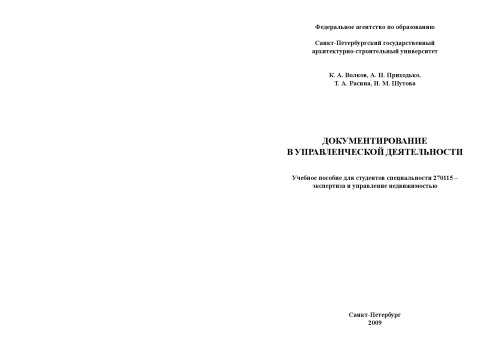 Федеральное агентство по образованию
Санкт-Петербургский государственный
архитектурно-строительный университет
К. А. Волков, А. И. Приходько,
Т. А. Расина, И. М. Шутова
ДОКУМЕНТИРОВАНИЕ
В УПРАВЛЕНЧЕСКОЙ ДЕЯТЕЛЬНОСТИ
Учебное пособие для студентов специальности 270115 –
экспертиза и управление недвижимостью
Санкт-Петербург
2009